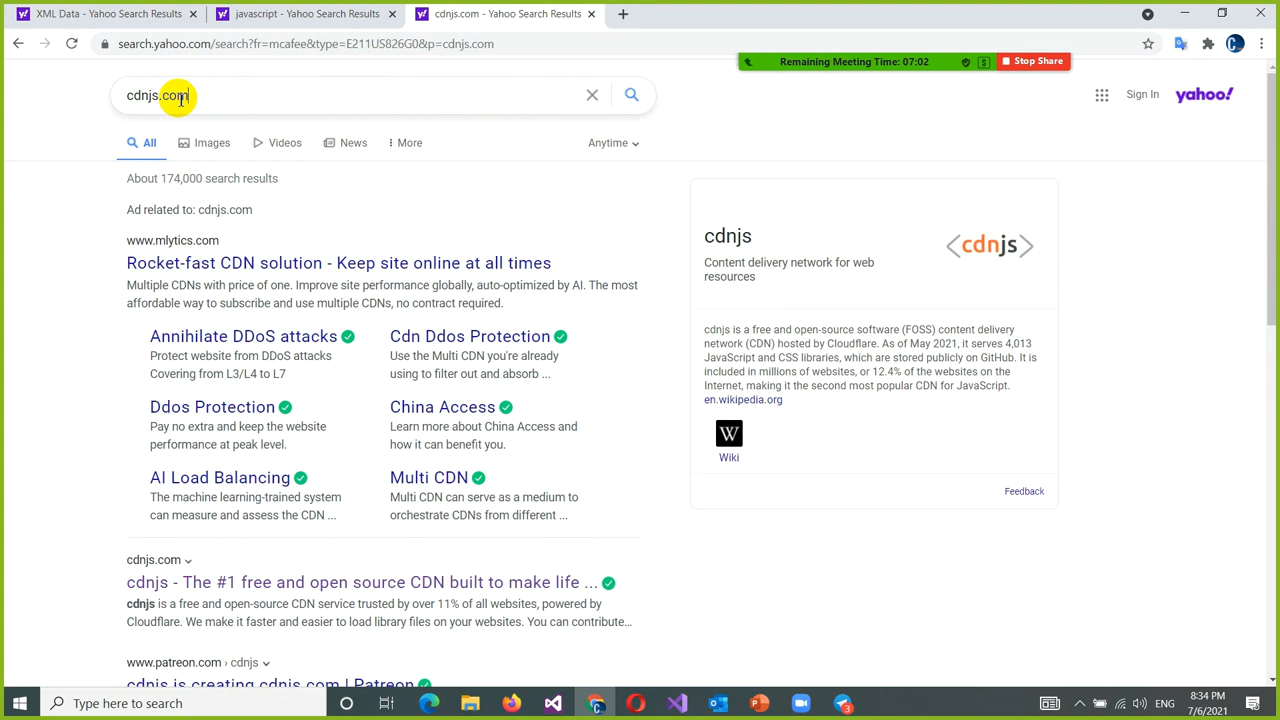 XML Data - Yahoo Search Results
javascript - Yahoo Search Results
cdnjs.com - Yahoo Search Results
search.yahoo.com/search?fr=mcafee&type=E211US826G0&p=cdnjs.com
Remaining Meeting Time: 07:02
Stop Share
cdnjs.com
Sign In
yahoo!
All
Images
Videos
News
More
Anytime
About 174,000 search results
Ad related to: cdnjs.com
www.mlytics.com
Rocket-fast CDN solution - Keep site online at all times
Multiple CDNs with price of one. Improve site performance globally, auto-optimized by AI. The most
affordable way to subscribe and use multiple CDNs, no contract required.
Annihilate DDoS attacks
Protect website from DDoS attacks
Covering from L3/L4 to L7
Cdn Ddos Protection
Use the Multi CDN you're already
using to filter out and absorb ...
Ddos Protection
Pay no extra and keep the website
performance at peak level.
China Access
Learn more about China Access and
how it can benefit you.
AI Load Balancing
The machine learning-trained system
can measure and assess the CDN ...
Multi CDN
Multi CDN can serve as a medium to
orchestrate CDNs from different ...
cdnjs.com
cdnjs - The #1 free and open source CDN built to make life ...
cdnjs is a free and open-source CDN service trusted by over 11% of all websites, powered by
Cloudflare. We make it faster and easier to load library files on your websites. You can contribute...
www.patreon.com › cdnjs
cdnjs is creating cdnjs.com | Patreon
cdnjs
Content delivery network for web
resources
<cdnjs>
cdnjs is a free and open-source software (FOSS) content delivery
network (CDN) hosted by Cloudflare. As of May 2021, it serves 4,013
JavaScript and CSS libraries, which are stored publicly on GitHub. It is
included in millions of websites, or 12.4% of the websites on the
Internet, making it the second most popular CDN for JavaScript.
en.wikipedia.org
W
Wiki
Feedback
Type here to search
3
ENG
8:34 PM
7/6/2021